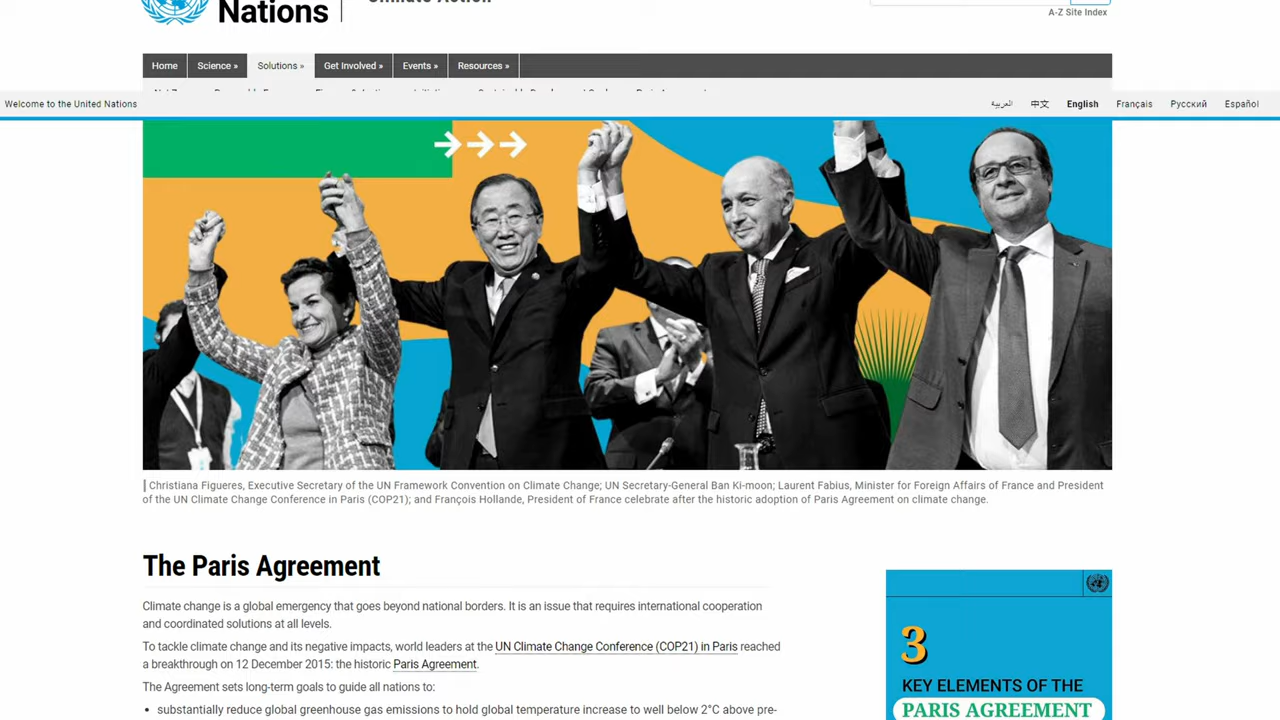 Nations
A-Z Site Index
Home Science » Solutions » Get Involved » Events » Resources »
Welcome to the United Nations العربية 中文 English Français Русский Español
Christiana Figueres, Executive Secretary of the UN Framework Convention on Climate Change; UN Secretary-General Ban Ki-moon; Laurent Fabius, Minister for Foreign Affairs of France and President
of the UN Climate Change Conference in Paris (COP21); and François Hollande, President of France celebrate after the historic adoption of Paris Agreement on climate change.
The Paris Agreement
Climate change is a global emergency that goes beyond national borders. It is an issue that requires international cooperation
and coordinated solutions at all levels.
To tackle climate change and its negative impacts, world leaders at the UN Climate Change Conference (COP21) in Paris reached
a breakthrough on 12 December 2015: the historic Paris Agreement.
The Agreement sets long-term goals to guide all nations to:
• substantially reduce global greenhouse gas emissions to hold global temperature increase to well below 2°C above pre-
3
KEY ELEMENTS OF THE
PARIS AGREEMENT